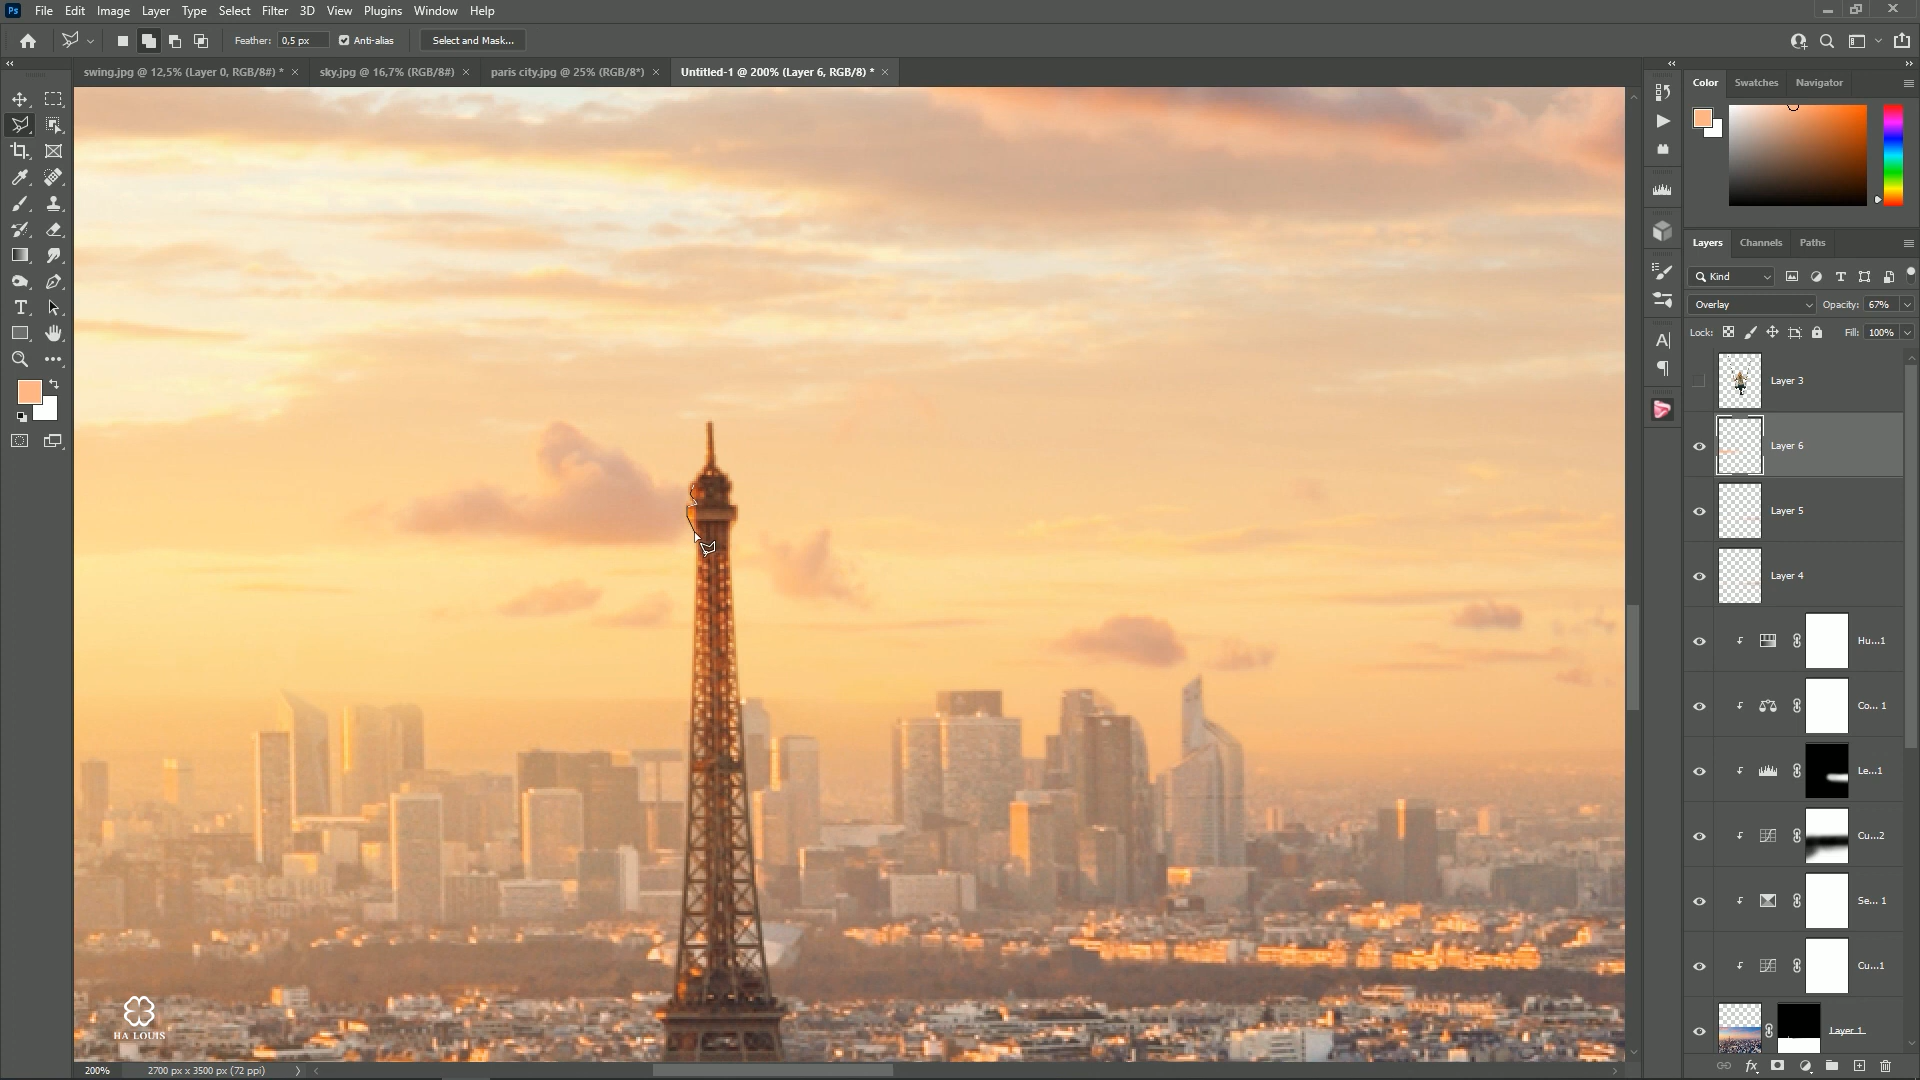 Ps File Edit Image Layer Type Select Filter 3D View Plugins Window Help
Feather: 0,5 px Anti-alias Select and Mask...
swing.jpg @ 12,5% (Layer 0, RGB/8#) * × sky.jpg @ 16,7% (RGB/8#) × paris city.jpg @ 25% (RGB/8*) × Untitled-1 @ 200% (Layer 6, RGB/8) * ×
Color Swatches Navigator
Layers Channels Paths
Kind
Overlay Opacity: 67%
Lock: Fill: 100%
Layer 3
Layer 6
Layer 5
Layer 4
Hu...1
Co... 1
Le...1
Cu...2
Se... 1
Cu...1
Layer 1
HA LOUIS
200% 2700 px x 3500 px (72 ppi)